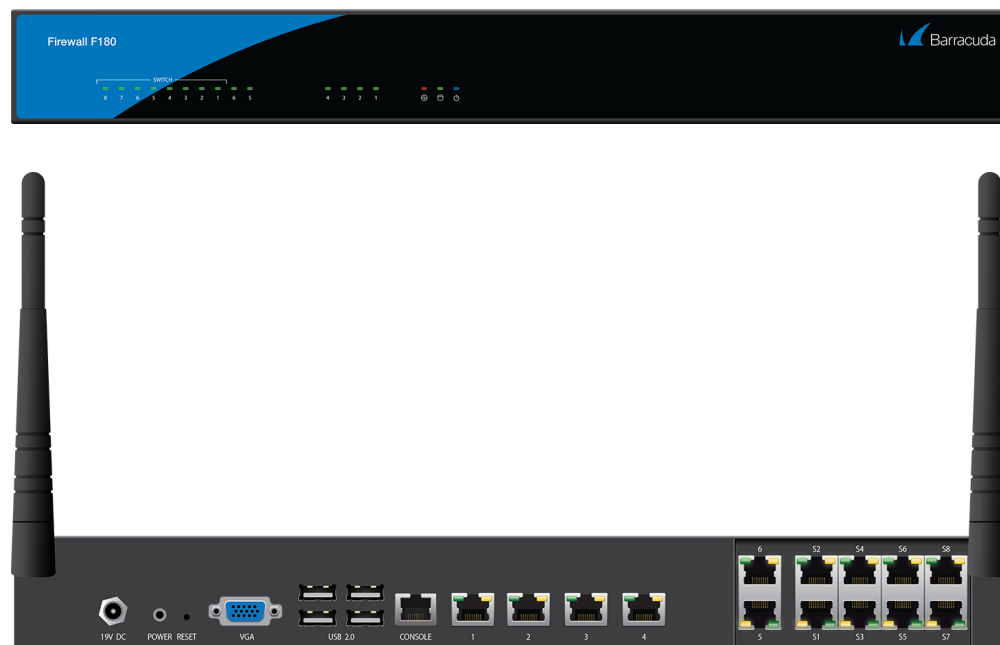 Firewall F180
Barracuda
SWITCH
8 7 6 5 4 3 2 1 6 5
4 3 2 1
6 S2 S4 S6 S8
19V DC POWER RESET VGA USB 2.0 CONSOLE 1 2 3 4 5 S1 S3 S5 S7